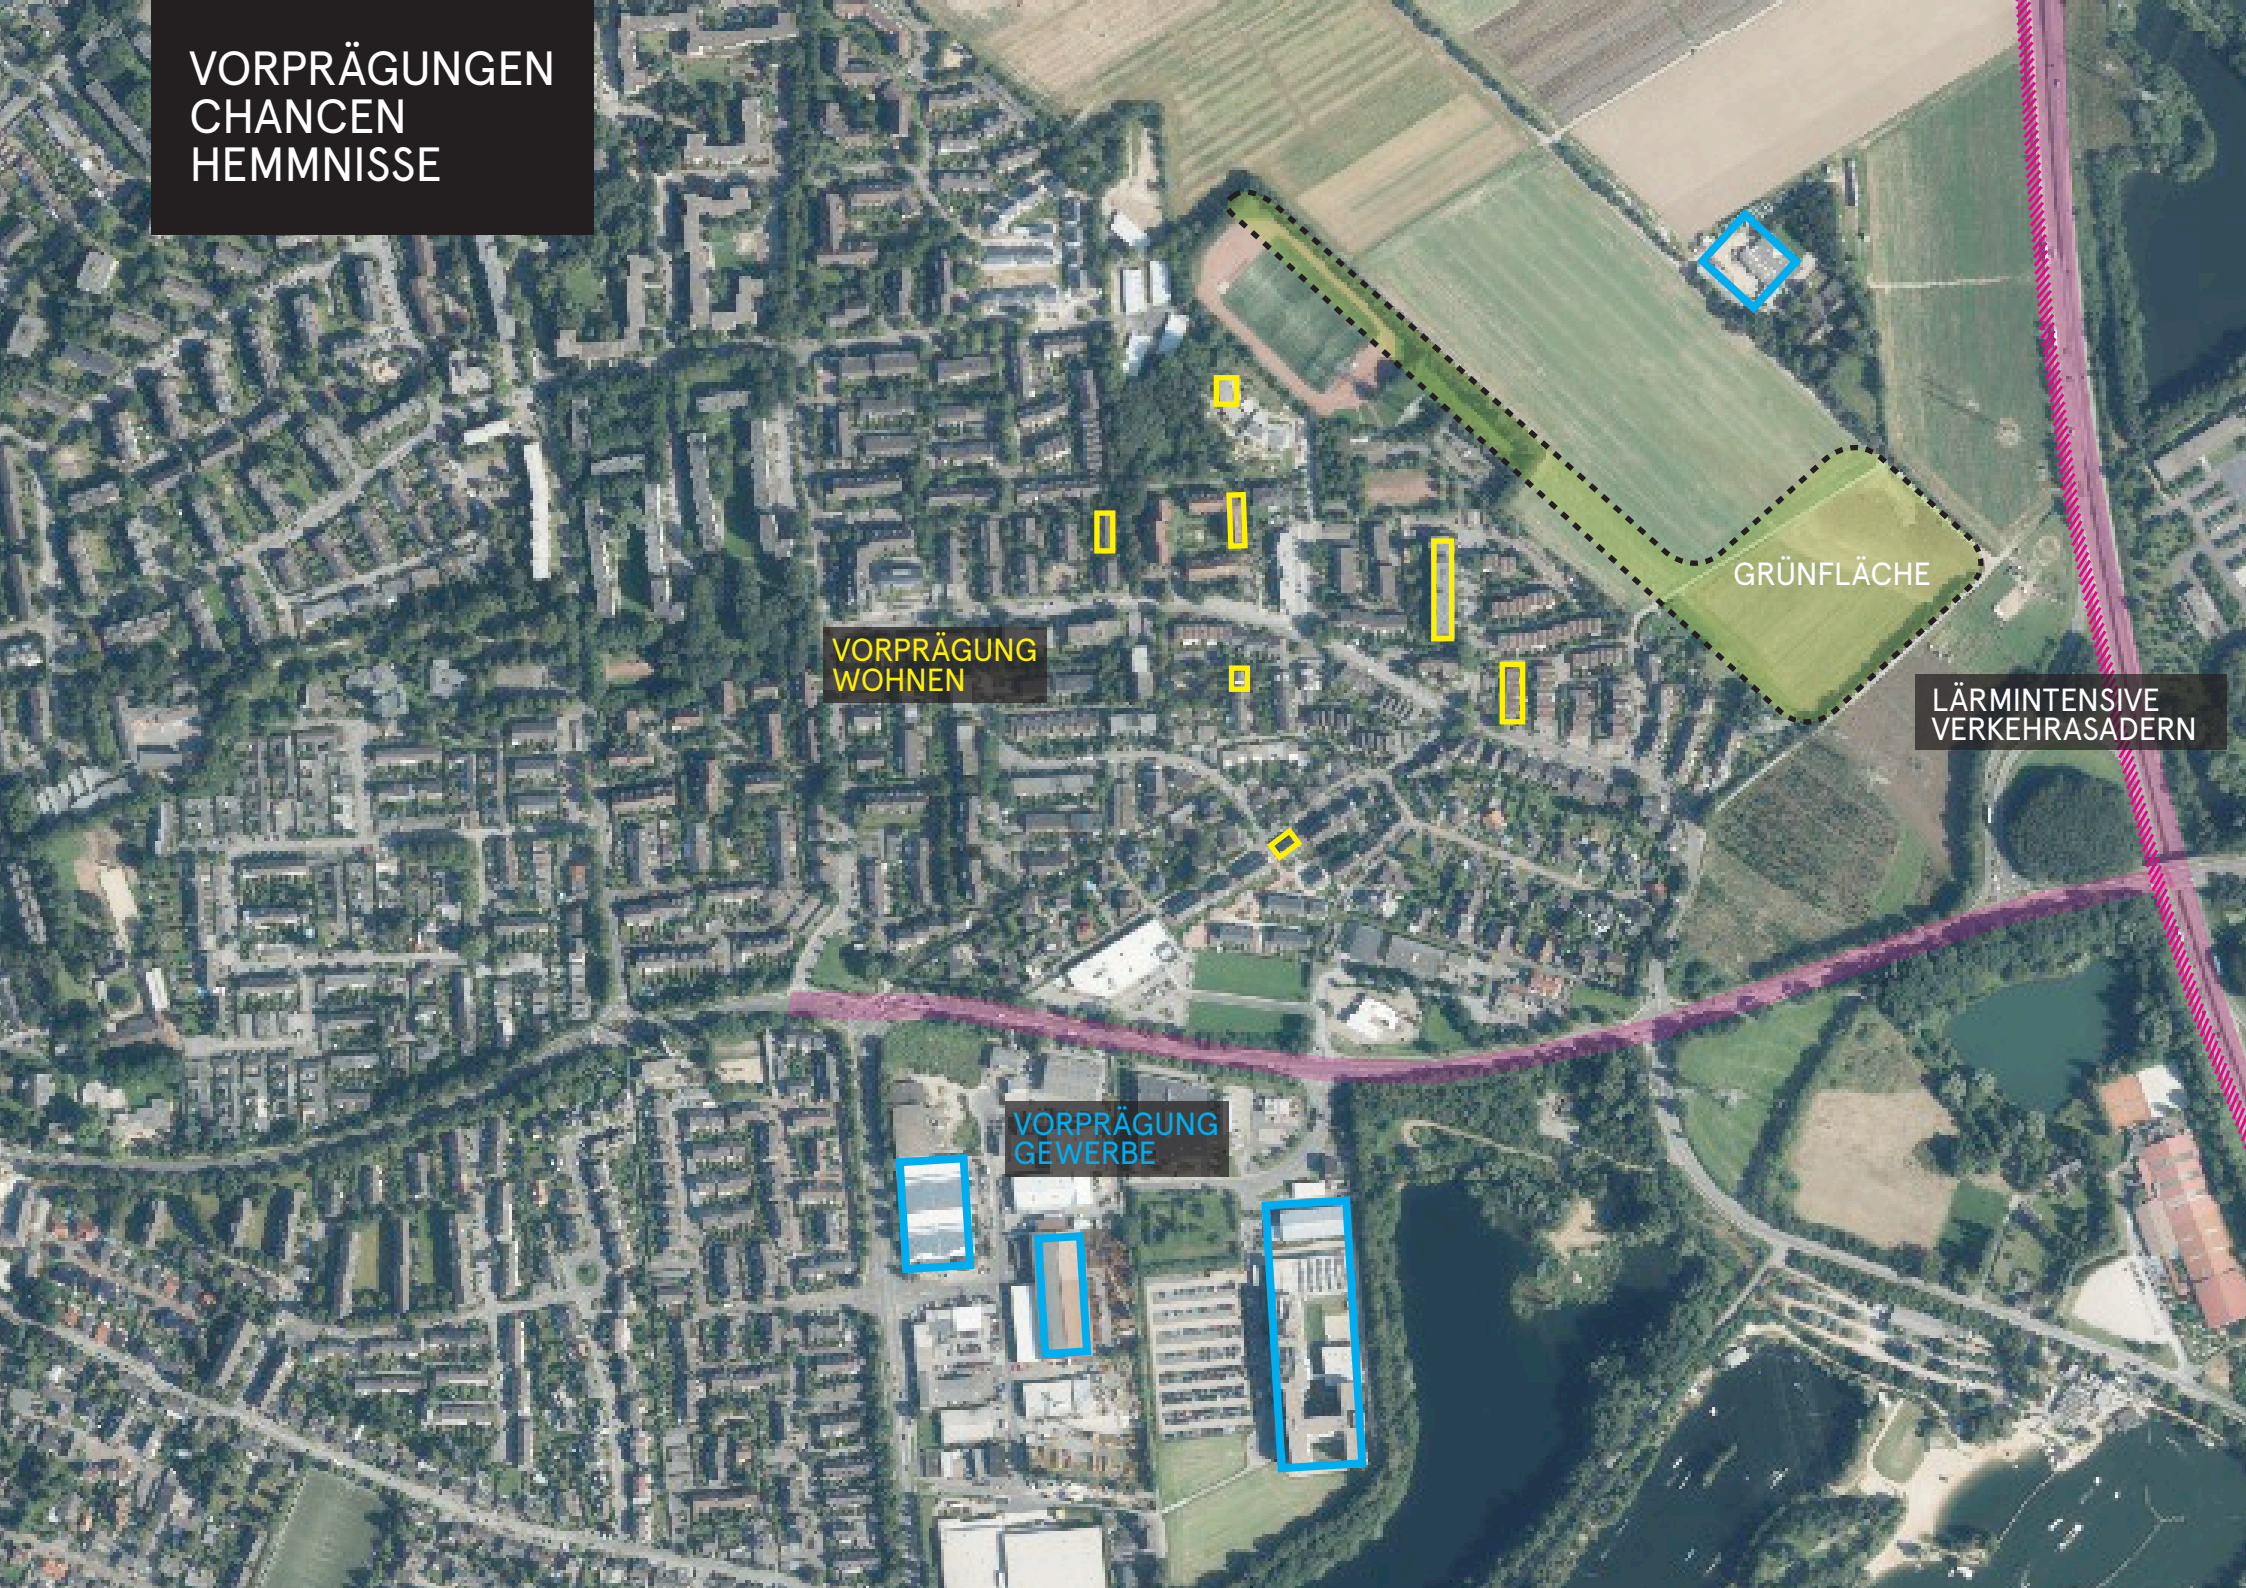 VORPRÄGUNGEN
CHANCEN
HEMMNISSE
GRÜNFLÄCHE
VORPRÄGUNG
WOHNEN
LÄRMINTENSIVE
VERKEHRASADERN
VORPRÄGUNG
GEWERBE